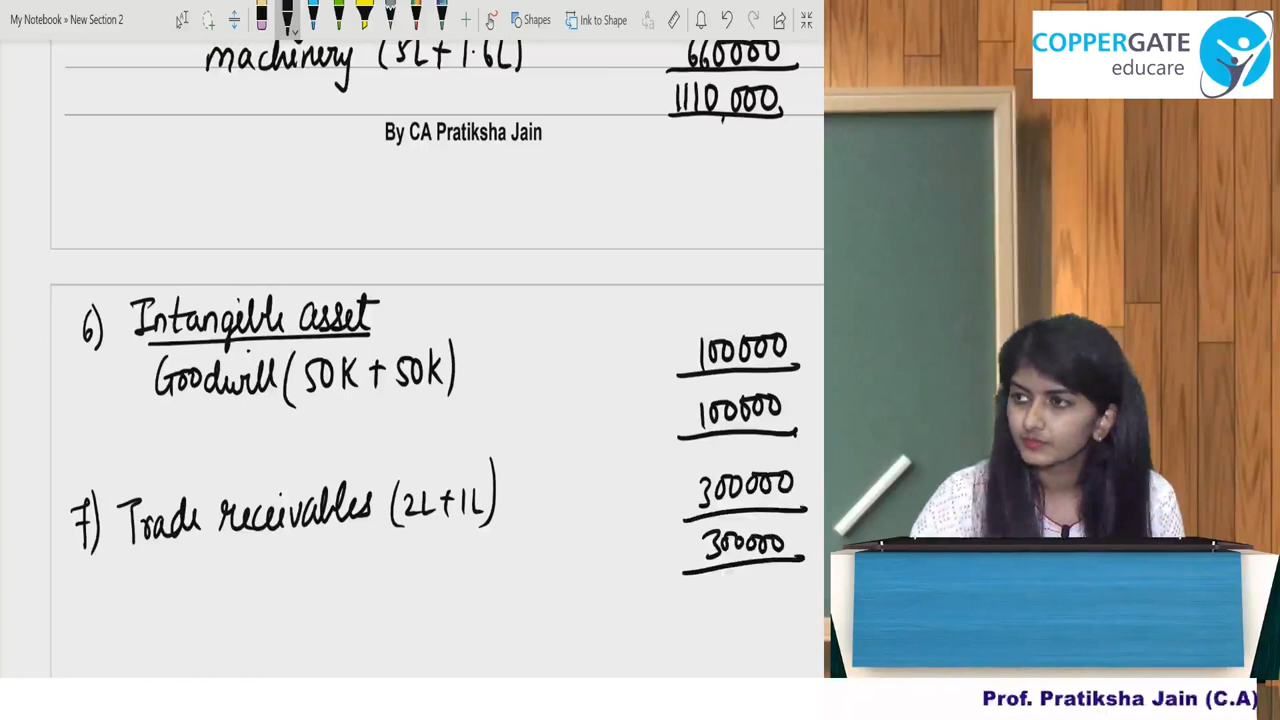 My Notebook » New Section 2
Shapes
Ink to Shape
COPPERGATE
educare
machinery (5L + 1.6L) 660000
1110,000
By CA Pratiksha Jain
6) Intangible asset
Goodwill (50K + 50K) 100000
100000
7) Trade receivables (2L + 1L) 300000
300000
Prof. Pratiksha Jain (C.A)